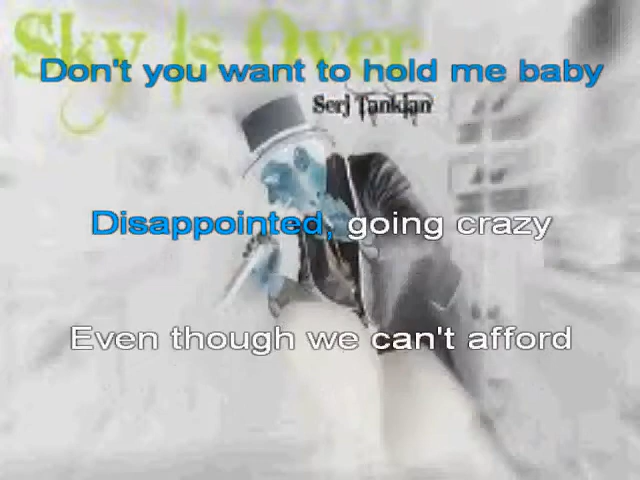 Sky Is Over
Don't you want to hold me baby
Serj Tankian
Disappointed, going crazy
Even though we can't afford